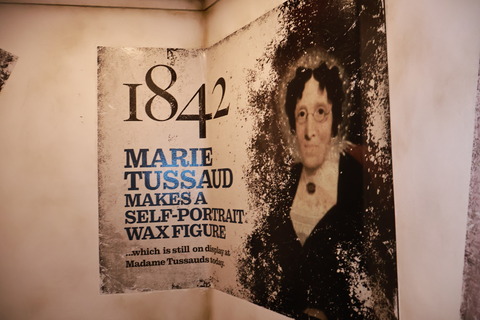 1842
MARIE
TUSSAUD
MAKES A
SELF-PORTRAIT
WAX FIGURE
...which is still on display at
Madame Tussauds today.